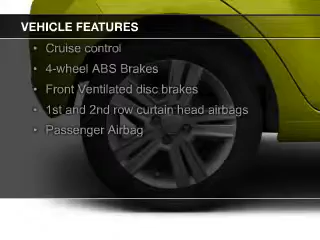 VEHICLE FEATURES
• Cruise control
• 4-wheel ABS Brakes
• Front Ventilated disc brakes
• 1st and 2nd row curtain head airbags
• Passenger Airbag